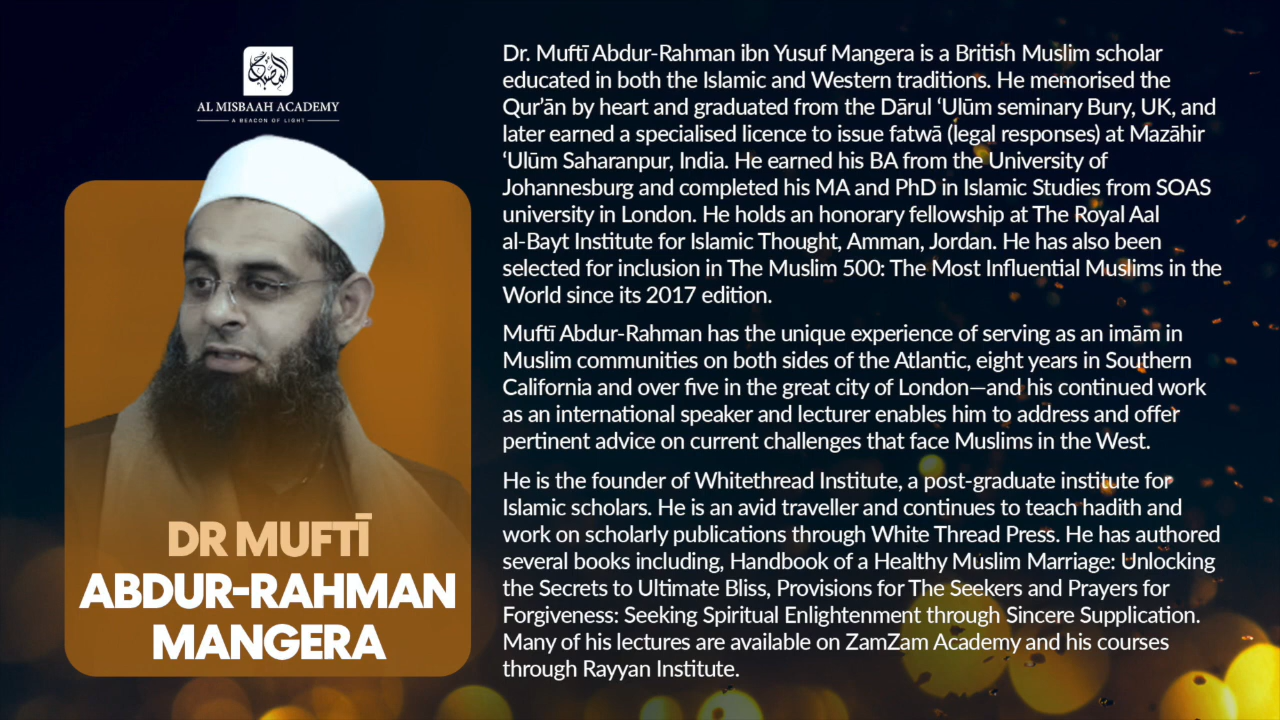 المصباح
AL MISBAAH ACADEMY
A BEACON OF LIGHT
DR MUFTĪ
ABDUR-RAHMAN
MANGERA
Dr. Muftī Abdur-Rahman ibn Yusuf Mangera is a British Muslim scholar
educated in both the Islamic and Western traditions. He memorised the
Qur’ān by heart and graduated from the Dārul ‘Ulūm seminary Bury, UK, and
later earned a specialised licence to issue fatwā (legal responses) at Mazāhir
‘Ulūm Saharanpur, India. He earned his BA from the University of
Johannesburg and completed his MA and PhD in Islamic Studies from SOAS
university in London. He holds an honorary fellowship at The Royal Aal
al-Bayt Institute for Islamic Thought, Amman, Jordan. He has also been
selected for inclusion in The Muslim 500: The Most Influential Muslims in the
World since its 2017 edition.
Muftī Abdur-Rahman has the unique experience of serving as an imām in
Muslim communities on both sides of the Atlantic, eight years in Southern
California and over five in the great city of London—and his continued work
as an international speaker and lecturer enables him to address and offer
pertinent advice on current challenges that face Muslims in the West.
He is the founder of Whitethread Institute, a post-graduate institute for
Islamic scholars. He is an avid traveller and continues to teach hadith and
work on scholarly publications through White Thread Press. He has authored
several books including, Handbook of a Healthy Muslim Marriage: Unlocking
the Secrets to Ultimate Bliss, Provisions for The Seekers and Prayers for
Forgiveness: Seeking Spiritual Enlightenment through Sincere Supplication.
Many of his lectures are available on ZamZam Academy and his courses
through Rayyan Institute.